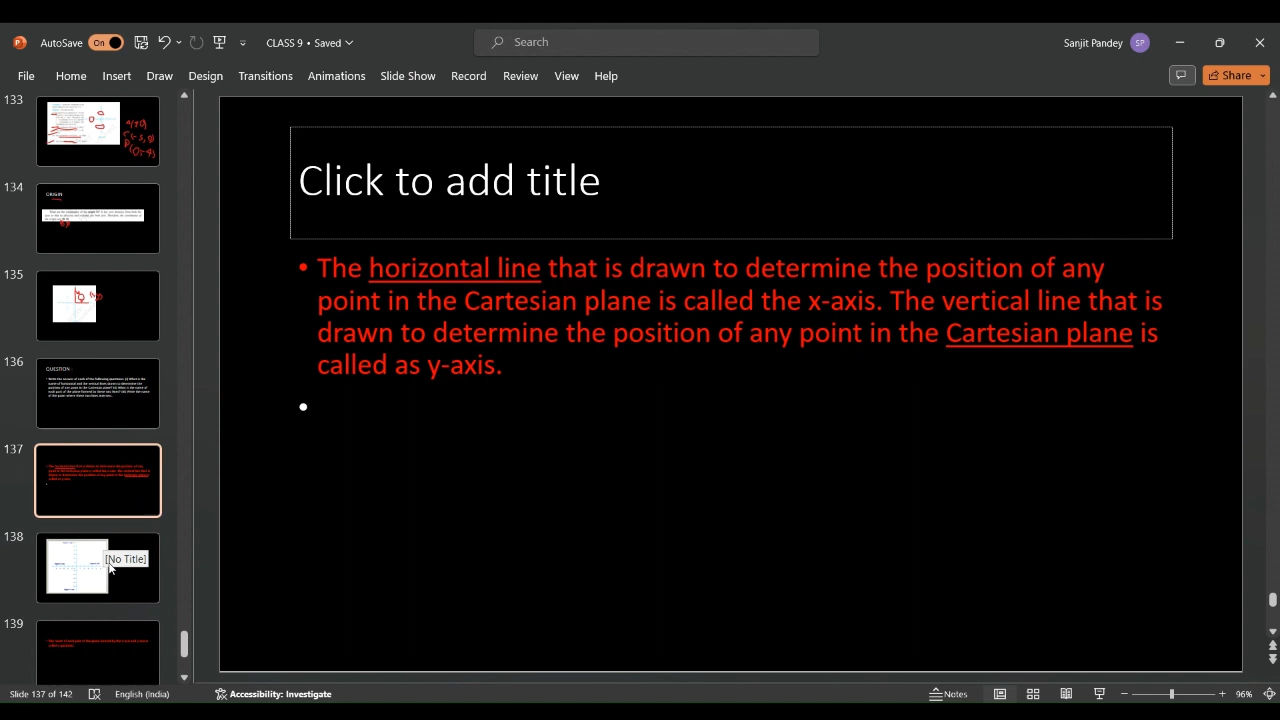 AutoSave On CLASS 9 • Saved Search Sanjit Pandey SP
File Home Insert Draw Design Transitions Animations Slide Show Record Review View Help Share
133
134
ORIGIN
135
136
QUESTION -
137
138
[No Title]
139
Click to add title
• The horizontal line that is drawn to determine the position of any
point in the Cartesian plane is called the x-axis. The vertical line that is
drawn to determine the position of any point in the Cartesian plane is
called as y-axis.
•
Slide 137 of 142 English (India) Accessibility: Investigate Notes 96%